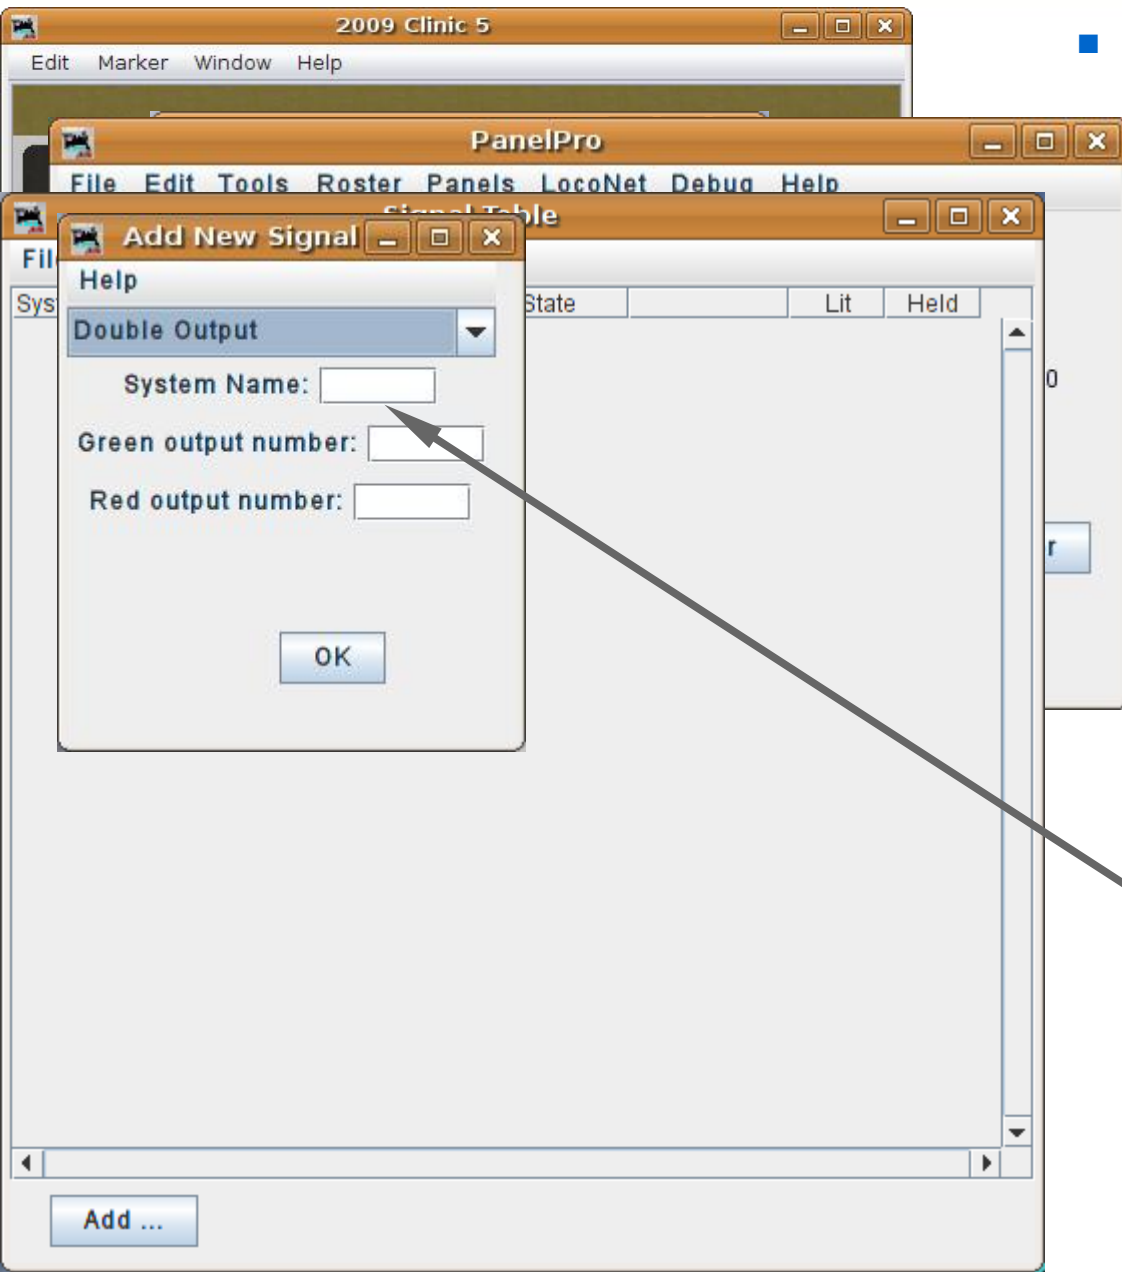 2009 Clinic 5
Edit Marker Window Help
PanelPro
File Edit Tools Roster Panels LocoNet Debug Help
Signal Table
Add New Signal
Help
State Lit Held
Double Output
System Name:
0
Green output number:
Red output number:
r
OK
Add ...